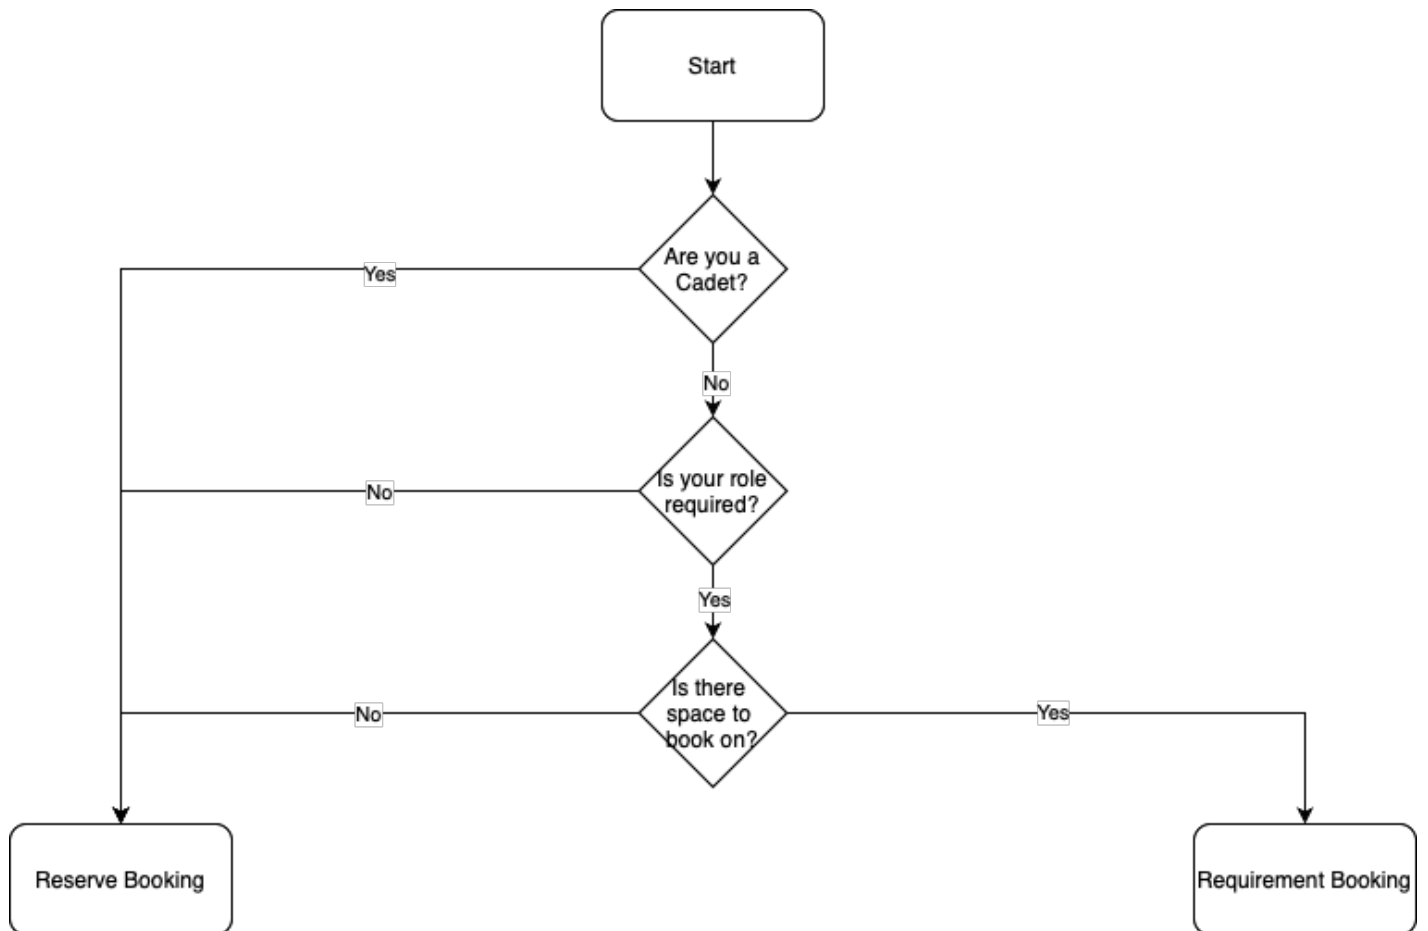 Start
Are you a
Cadet?
Yes
No
Is your role
required?
No
Yes
Is there
space to
book on?
No
Yes
Reserve Booking
Requirement Booking